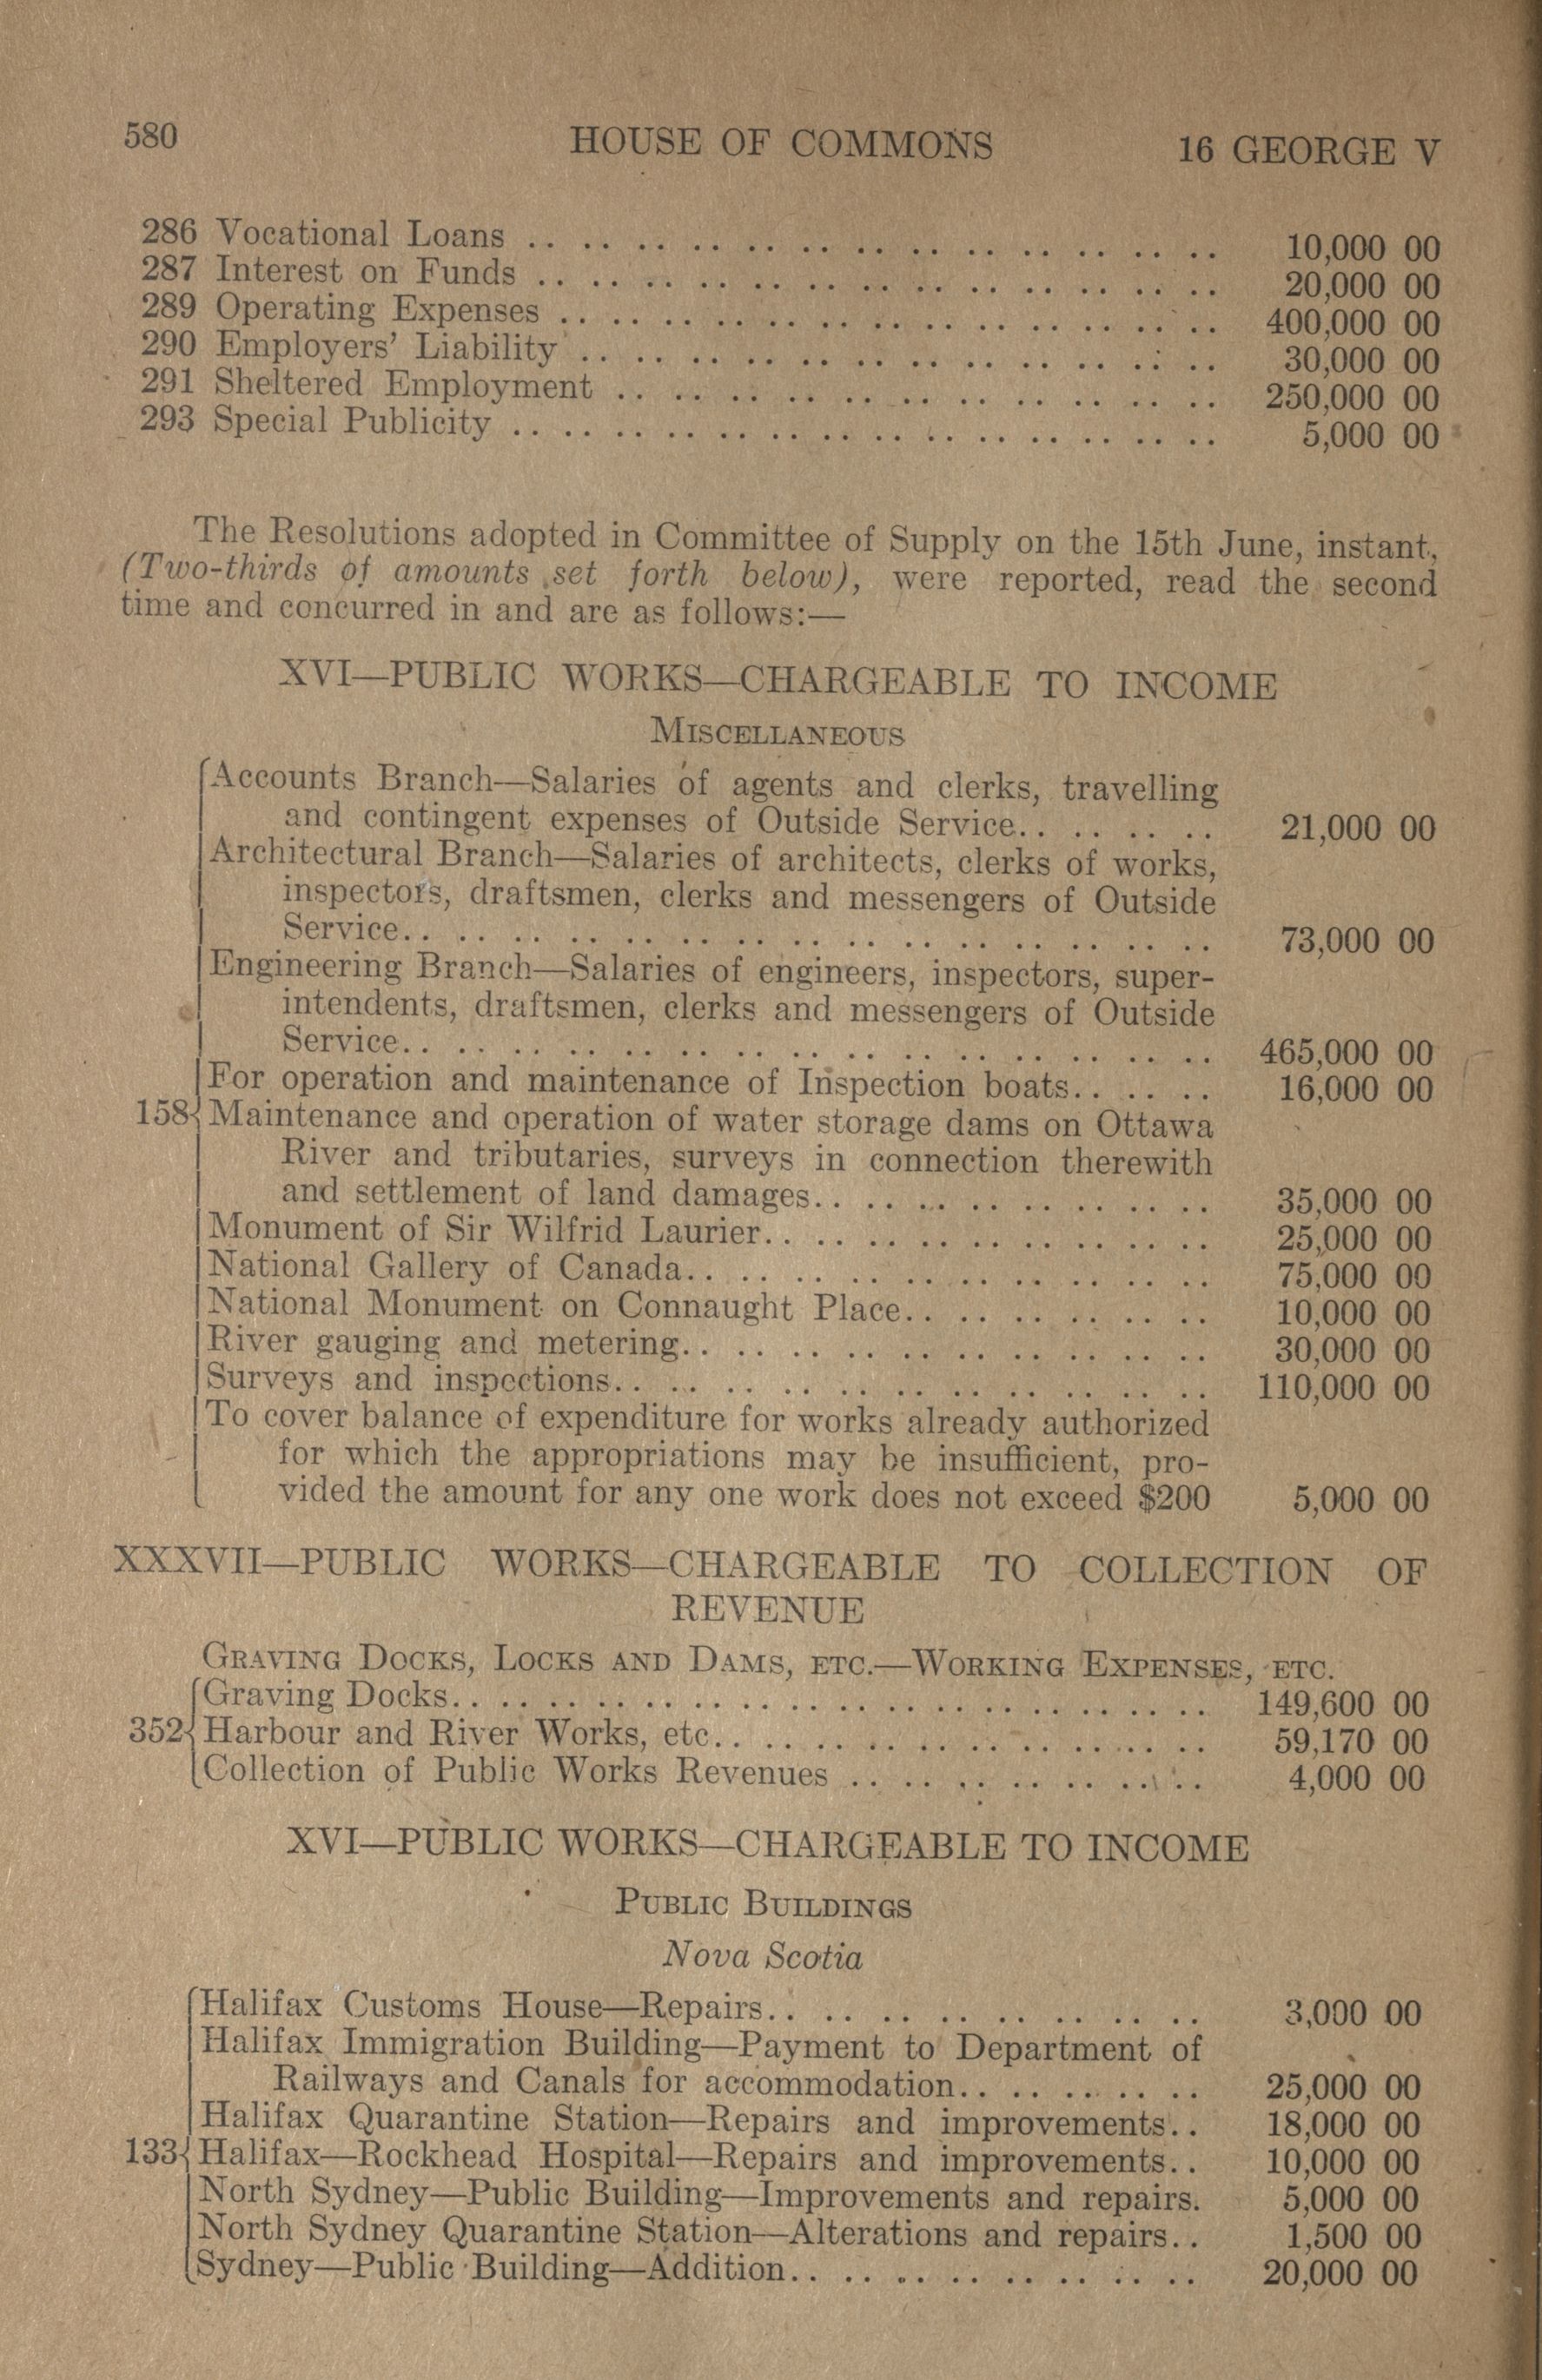 580 HOUSE OF COMMONS 16 GEORGE V
286 Vocational Loans .. .. .. .. .. .. .. .. .. .. .. .. .. 10,000 00
287 Interest on Funds .. .. .. .. .. .. .. .. .. .. .. .. .. 20,000 00
289 Operating Expenses .. .. .. .. .. .. .. .. .. .. .. .. .. 400,000 00
290 Employers' Liability .. .. .. .. .. .. .. .. .. .. .. .. 30,000 00
291 Sheltered Employment .. .. .. .. .. .. .. .. .. .. .. 250,000 00
293 Special Publicity .. .. .. .. .. .. .. .. .. .. .. .. .. .. 5,000 00
The Resolutions adopted in Committee of Supply on the 15th June, instant,
(Two-thirds of amounts set forth below), were reported, read the second
time and concurred in and are as follows:—
XVI—PUBLIC WORKS—CHARGEABLE TO INCOME
MISCELLANEOUS
Accounts Branch—Salaries of agents and clerks, travelling
and contingent expenses of Outside Service.. .. .. .. 21,000 00
Architectural Branch—Salaries of architects, clerks of works,
inspectors, draftsmen, clerks and messengers of Outside
Service.. .. .. .. .. .. .. .. .. .. .. .. .. .. .. 73,000 00
Engineering Branch—Salaries of engineers, inspectors, super-
intendents, draftsmen, clerks and messengers of Outside
Service.. .. .. .. .. .. .. .. .. .. .. .. .. .. .. 465,000 00
For operation and maintenance of Inspection boats.. .. .. 16,000 00
158{ Maintenance and operation of water storage dams on Ottawa
River and tributaries, surveys in connection therewith
and settlement of land damages.. .. .. .. .. .. .. .. 35,000 00
Monument of Sir Wilfrid Laurier.. .. .. .. .. .. .. .. .. 25,000 00
National Gallery of Canada.. .. .. .. .. .. .. .. .. .. 75,000 00
National Monument on Connaught Place.. .. .. .. .. .. 10,000 00
River gauging and metering.. .. .. .. .. .. .. .. .. .. 30,000 00
Surveys and inspections.. .. .. .. .. .. .. .. .. .. .. 110,000 00
To cover balance of expenditure for works already authorized
for which the appropriations may be insufficient, pro-
vided the amount for any one work does not exceed $200 5,000 00
XXXVII—PUBLIC WORKS—CHARGEABLE TO COLLECTION OF
REVENUE
GRAVING DOCKS, LOCKS AND DAMS, ETC.—WORKING EXPENSES, ETC.
Graving Docks.. .. .. .. .. .. .. .. .. .. .. .. .. .. .. 149,600 00
352{ Harbour and River Works, etc.. .. .. .. .. .. .. .. .. .. 59,170 00
Collection of Public Works Revenues .. .. .. .. .. .. .. 4,000 00
XVI—PUBLIC WORKS—CHARGEABLE TO INCOME
PUBLIC BUILDINGS
Nova Scotia
Halifax Customs House—Repairs.. .. .. .. .. .. .. .. 3,000 00
Halifax Immigration Building—Payment to Department of
Railways and Canals for accommodation.. .. .. .. .. 25,000 00
Halifax Quarantine Station—Repairs and improvements.. 18,000 00
133{ Halifax—Rockhead Hospital—Repairs and improvements.. 10,000 00
North Sydney—Public Building—Improvements and repairs. 5,000 00
North Sydney Quarantine Station—Alterations and repairs.. 1,500 00
Sydney—Public Building—Addition.. .. .. .. .. .. .. .. 20,000 00